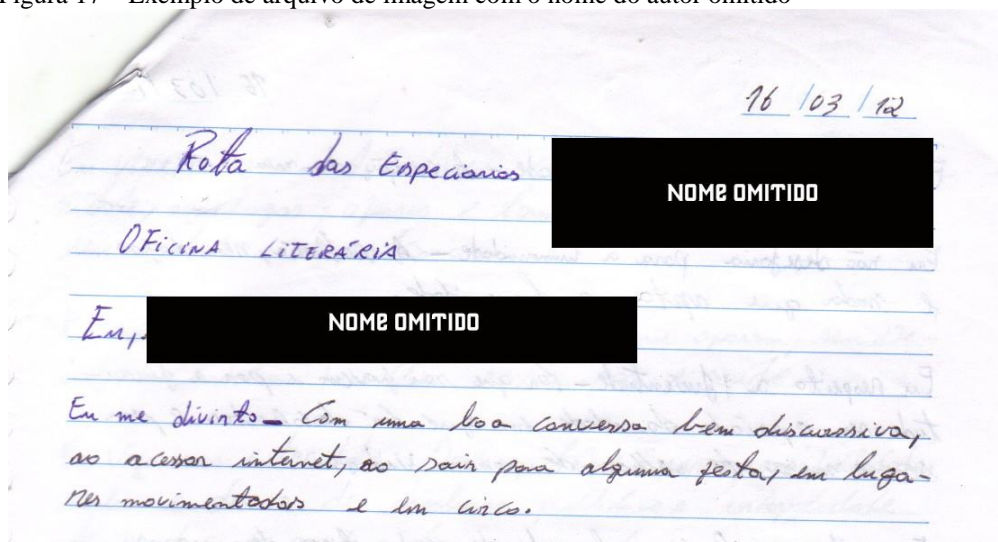 Figura 17 – Exemplo de arquivo de imagem com o nome do autor omitido
16 / 03 / 12
Rota das Especiarias
NOME OMITIDO
OFICINA LITERÁRIA
Eu,
NOME OMITIDO
Eu me divirto – Com uma boa conversa bem discursiva,
ao acessar internet, ao sair para alguma festa, em luga-
res movimentados e em circo.